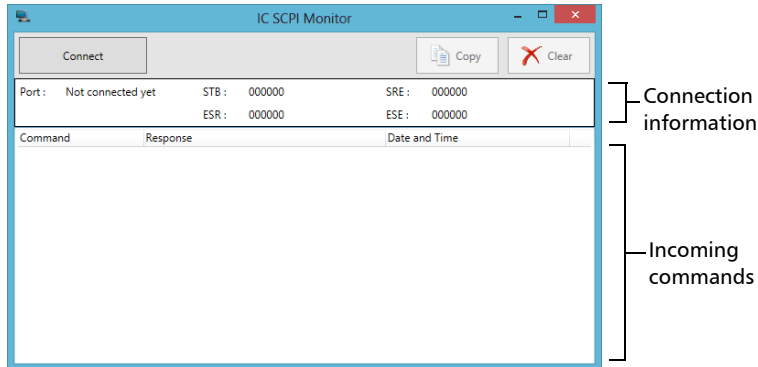 IC SCPI Monitor
Connect Copy Clear
Port : Not connected yet STB : 000000 SRE : 000000
ESR : 000000 ESE : 000000
Command Response Date and Time
Connection
information
Incoming
commands